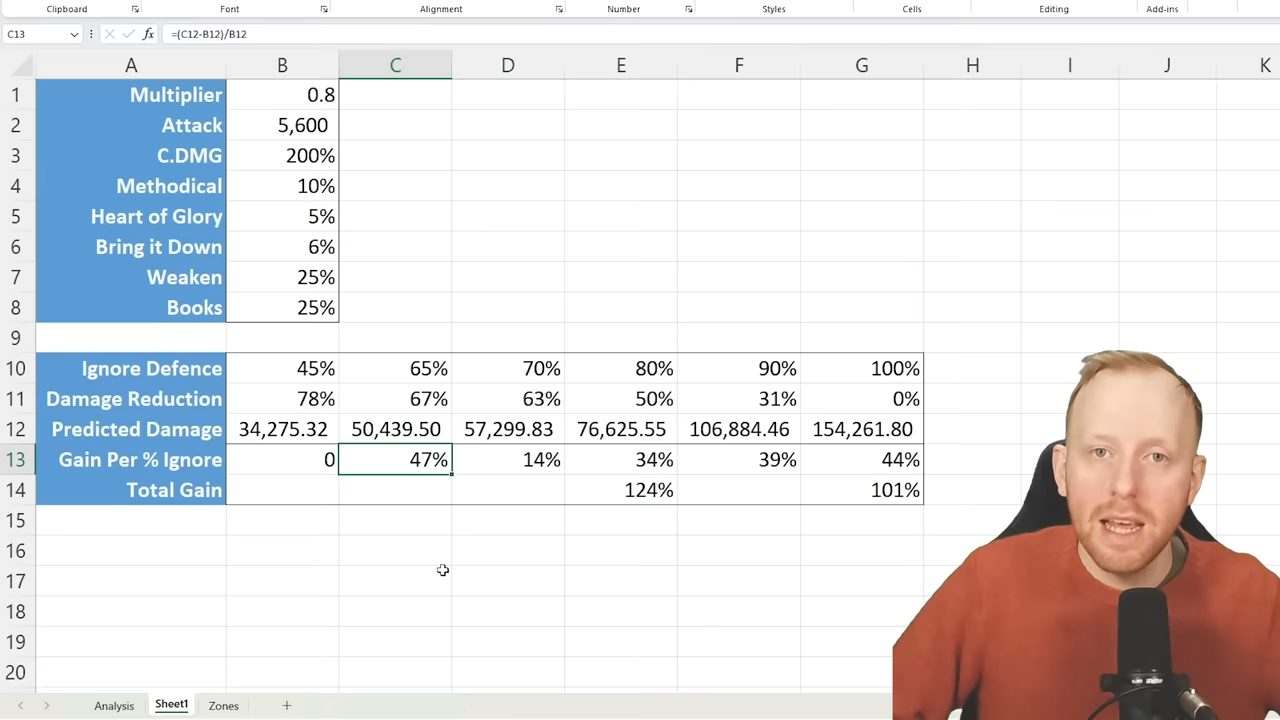 Clipboard Font Alignment Number Styles Cells Editing Add-ins
C13 fx =(C12-B12)/B12
A B C D E F G H I J K
1 Multiplier 0.8
2 Attack 5,600
3 C.DMG 200%
4 Methodical 10%
5 Heart of Glory 5%
6 Bring it Down 6%
7 Weaken 25%
8 Books 25%
9
10 Ignore Defence 45% 65% 70% 80% 90% 100%
11 Damage Reduction 78% 67% 63% 50% 31% 0%
12 Predicted Damage 34,275.32 50,439.50 57,299.83 76,625.55 106,884.46 154,261.80
13 Gain Per % Ignore 0 47% 14% 34% 39% 44%
14 Total Gain 124% 101%
15
16
17
18
19
20
Analysis Sheet1 Zones